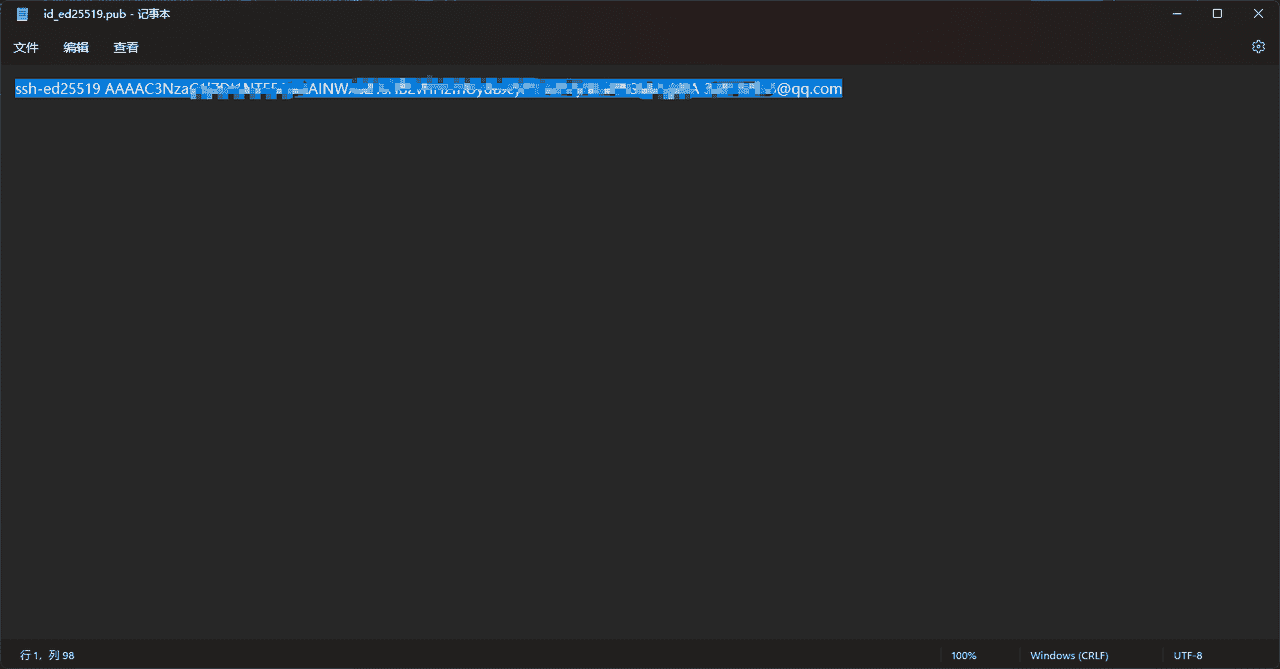 id_ed25519.pub - 记事本
文件 编辑 查看
ssh-ed25519 @qq.com
行 1，列 98 100% Windows (CRLF) UTF-8